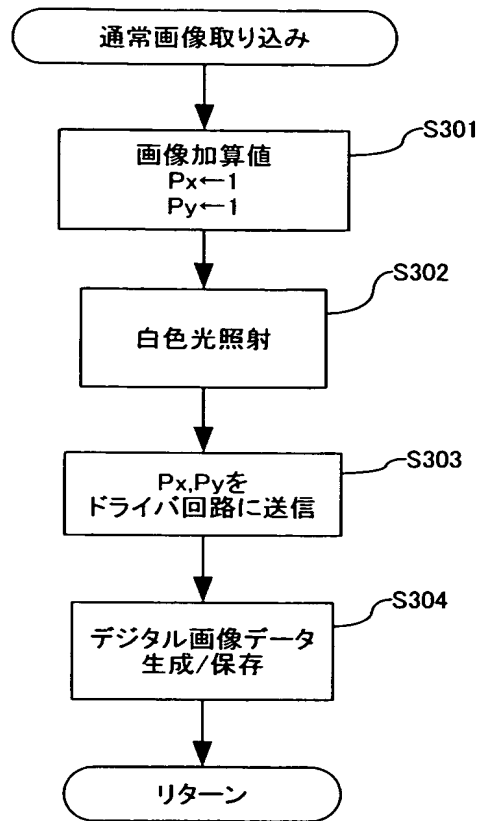 通常画像取り込み
S301
画像加算値
Px←1
Py←1
S302
白色光照射
S303
Px,Pyを
ドライバ回路に送信
S304
デジタル画像データ
生成/保存
リターン